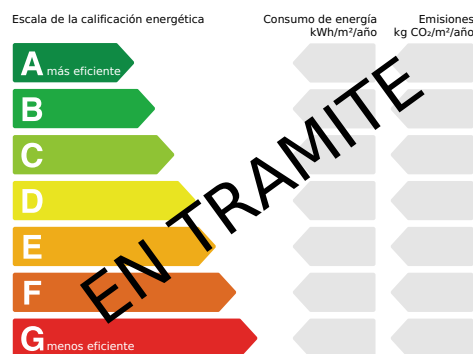 Escala de la calificación energética
Consumo de energía
kWh/m²/año
Emisiones
kg CO₂/m²/año
A más eficiente
B
C
D
E
F
G menos eficiente
EN TRAMITE